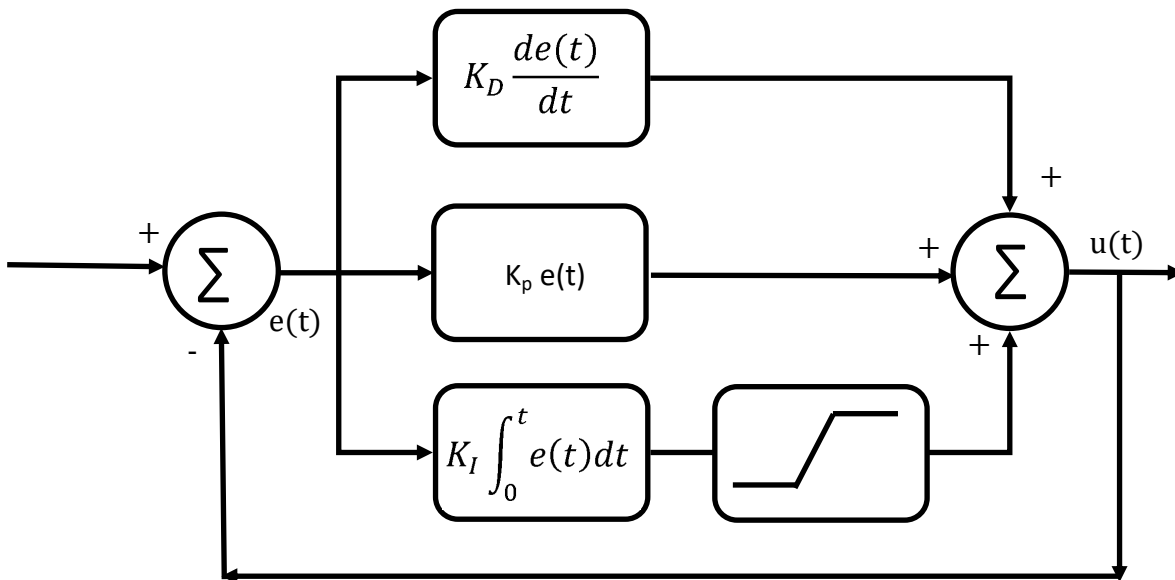 K_D de(t)/dt
+
+
∑
e(t)
-
K_p e(t)
+
∑
u(t)
+
K_I ∫_0^t e(t)dt